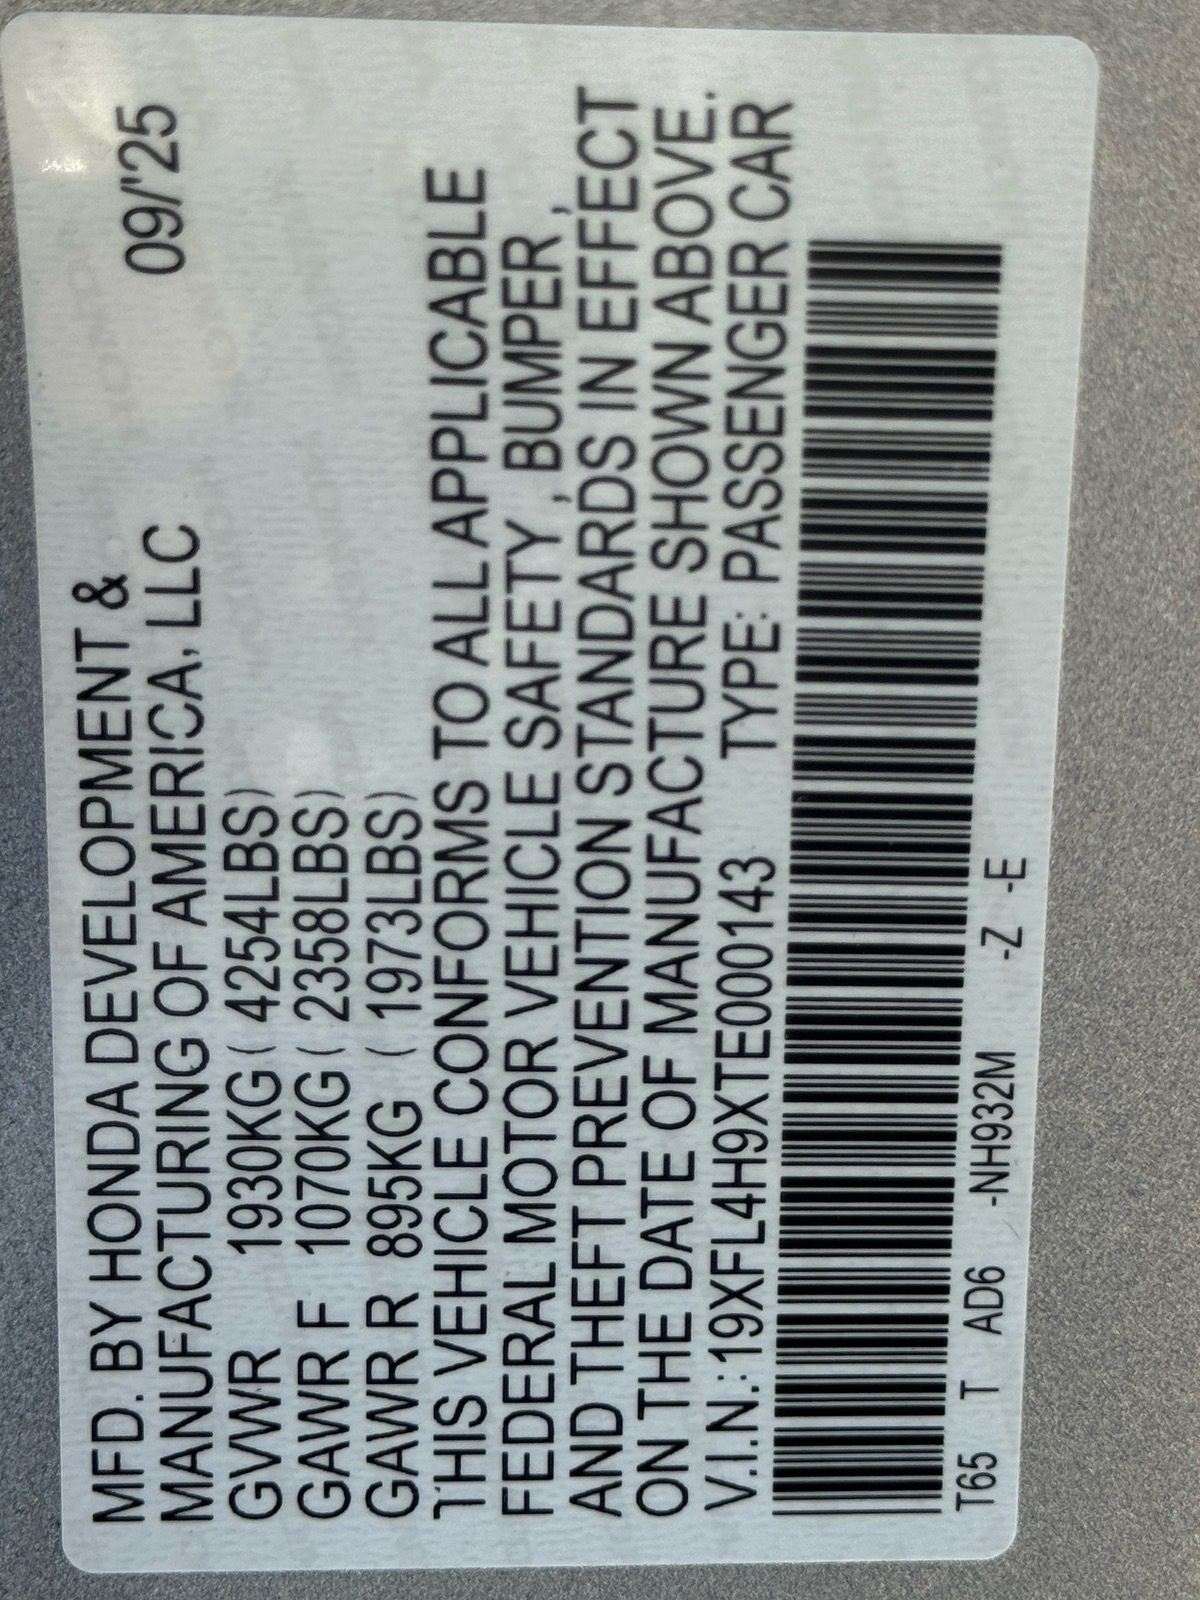 MFD. BY HONDA DEVELOPMENT &
MANUFACTURING OF AMERICA, LLC 09/'25
GVWR 1930KG ( 4254LBS)
GAWR F 1070KG ( 2358LBS)
GAWR R 895KG ( 1973LBS)
THIS VEHICLE CONFORMS TO ALL APPLICABLE
FEDERAL MOTOR VEHICLE SAFETY , BUMPER ,
AND THEFT PREVENTION STANDARDS IN EFFECT
ON THE DATE OF MANUFACTURE SHOWN ABOVE.
V.I.N.: 19XFL4H9XTE000143 TYPE: PASSENGER CAR
T65 T AD6 -NH932M -Z -E